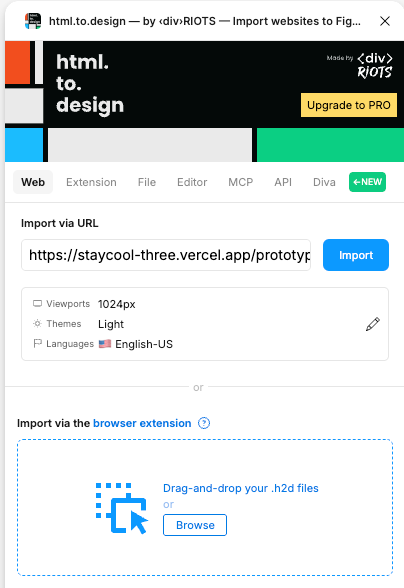 html.to.design — by ‹div›RIOTS — Import websites to Fig...
html.
to.
design
Made by <div>
RIOTS
Upgrade to PRO
Web Extension File Editor MCP API Diva ←NEW
Import via URL
https://staycool-three.vercel.app/prototyp
Import
Viewports 1024px
Themes Light
Languages 🇺🇸 English-US
or
Import via the browser extension ?
Drag-and-drop your .h2d files
or
Browse